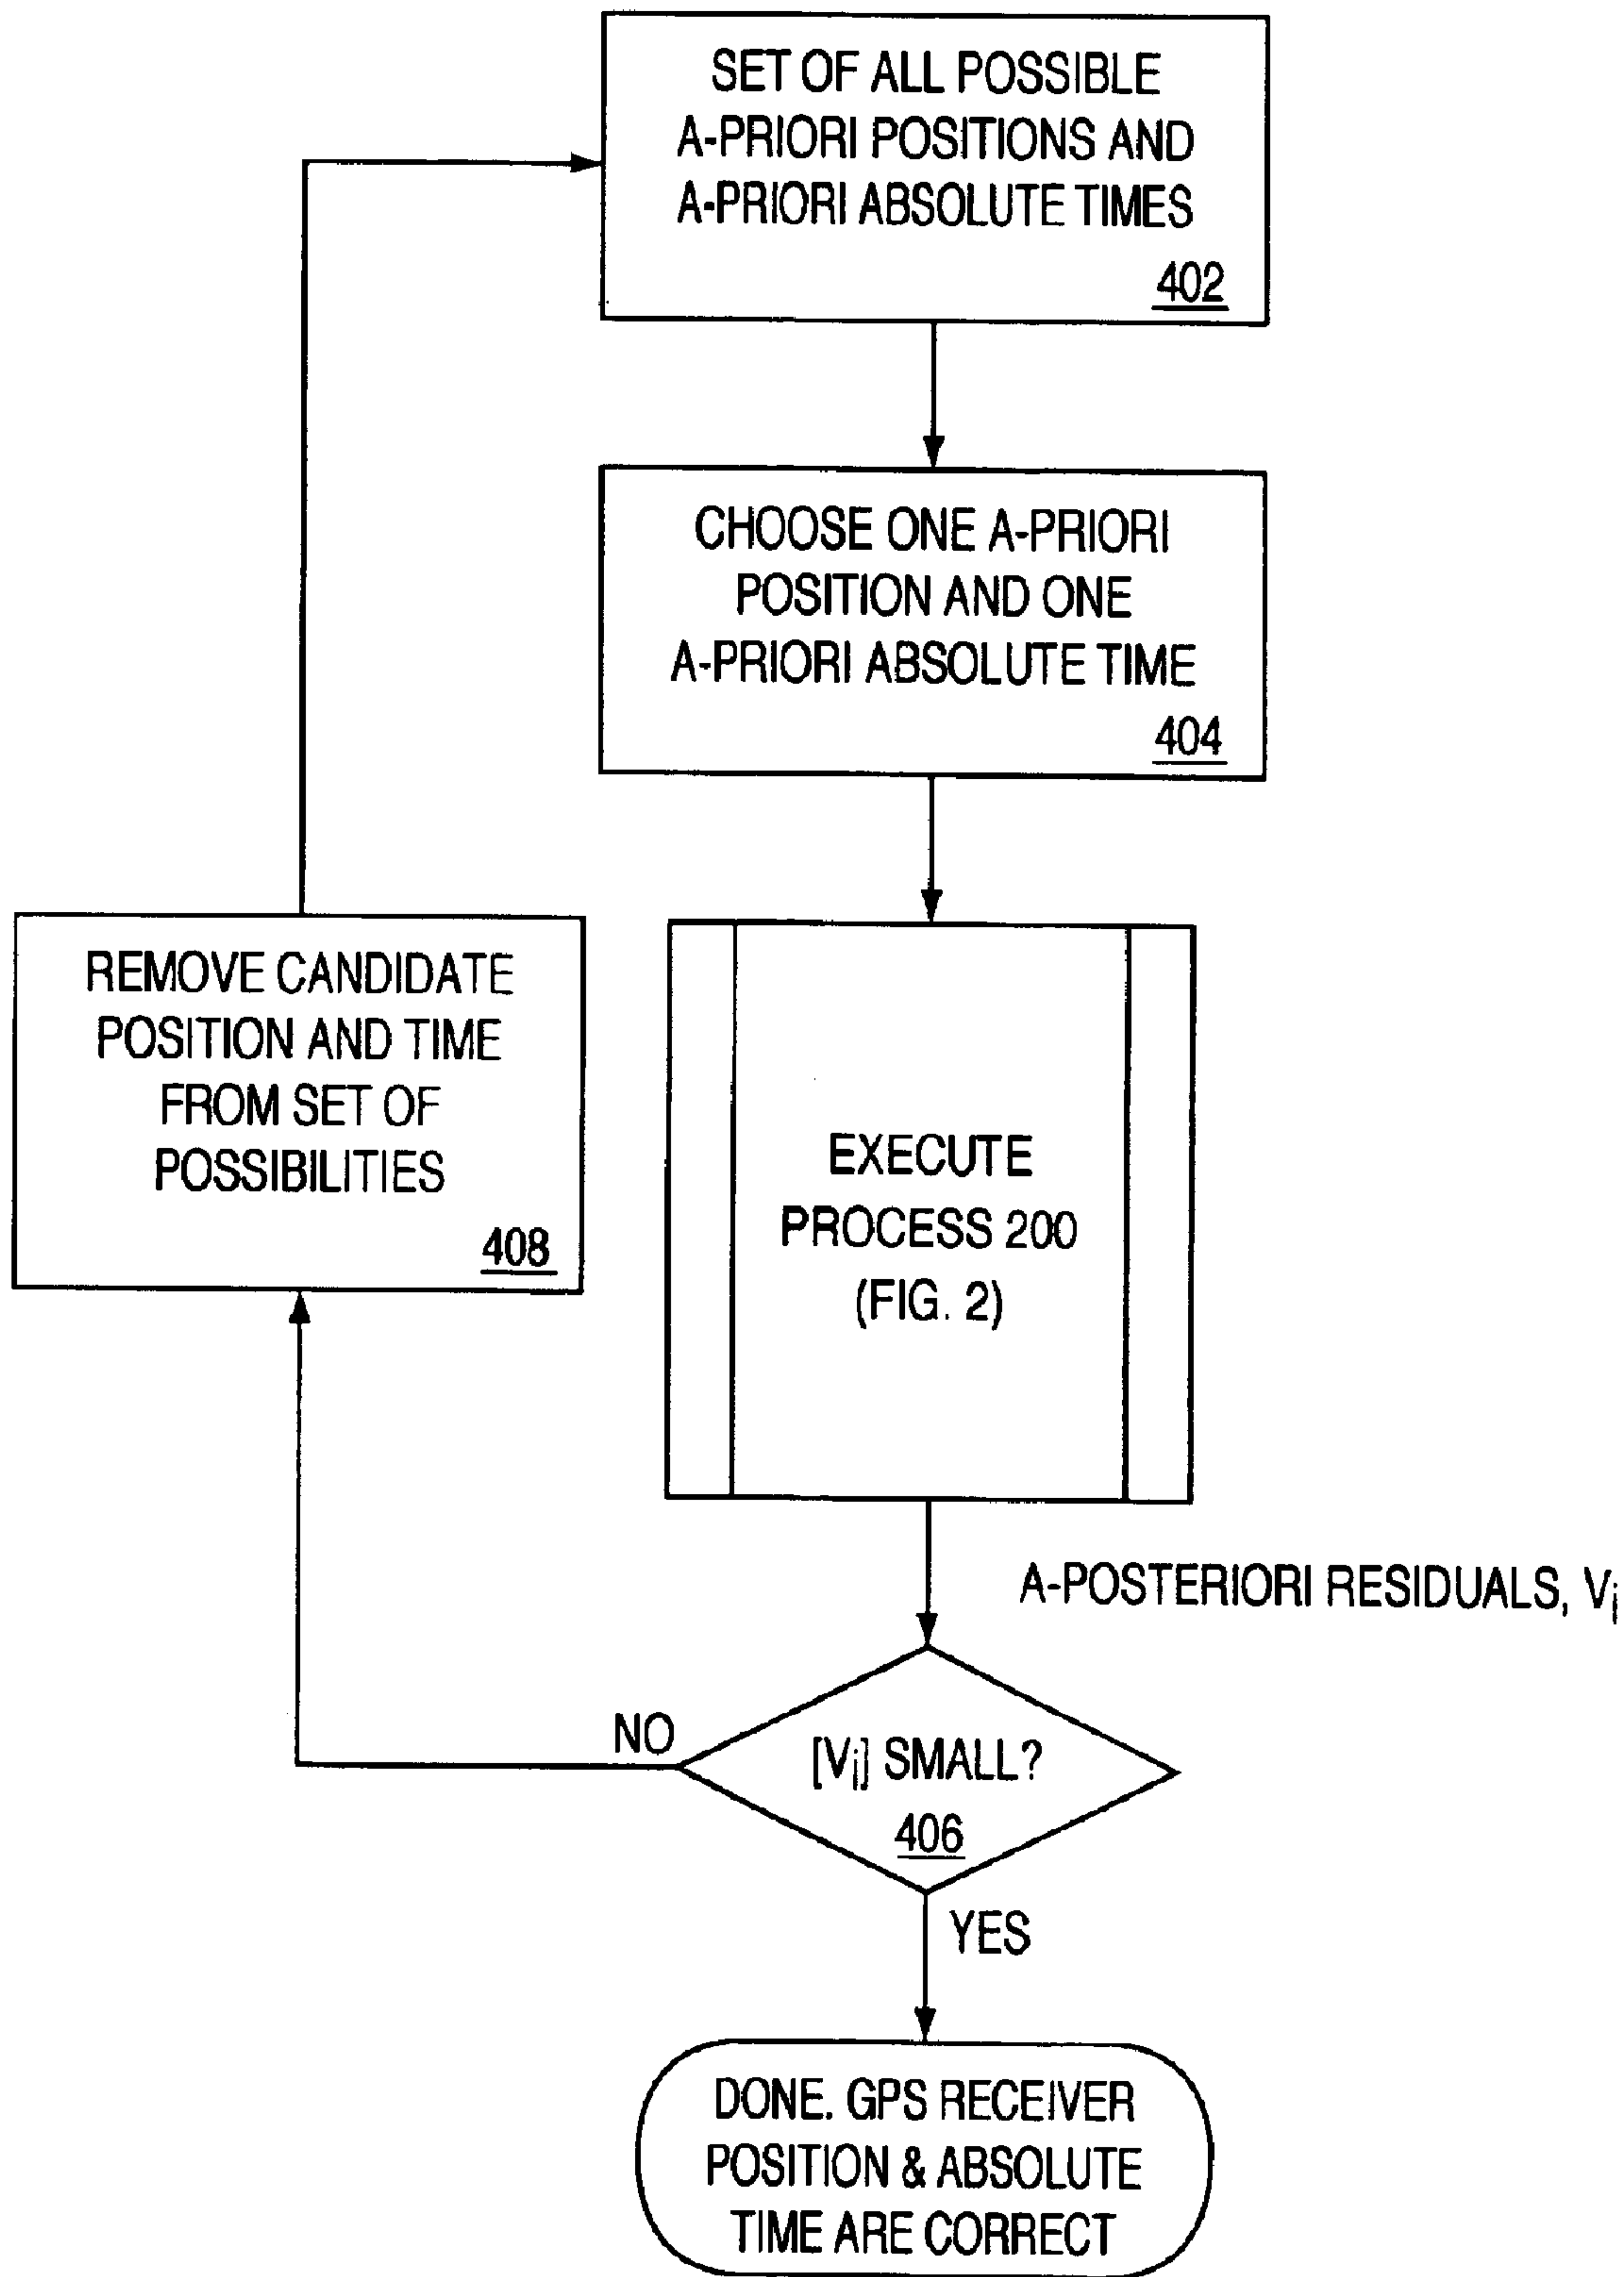 SET OF ALL POSSIBLE
A-PRIORI POSITIONS AND
A-PRIORI ABSOLUTE TIMES
402
CHOOSE ONE A-PRIORI
POSITION AND ONE
A-PRIORI ABSOLUTE TIME
404
REMOVE CANDIDATE
POSITION AND TIME
FROM SET OF
POSSIBILITIES
408
EXECUTE
PROCESS 200
(FIG. 2)
A-POSTERIORI RESIDUALS, Vi
NO
[Vi] SMALL?
406
YES
DONE. GPS RECEIVER
POSITION & ABSOLUTE
TIME ARE CORRECT